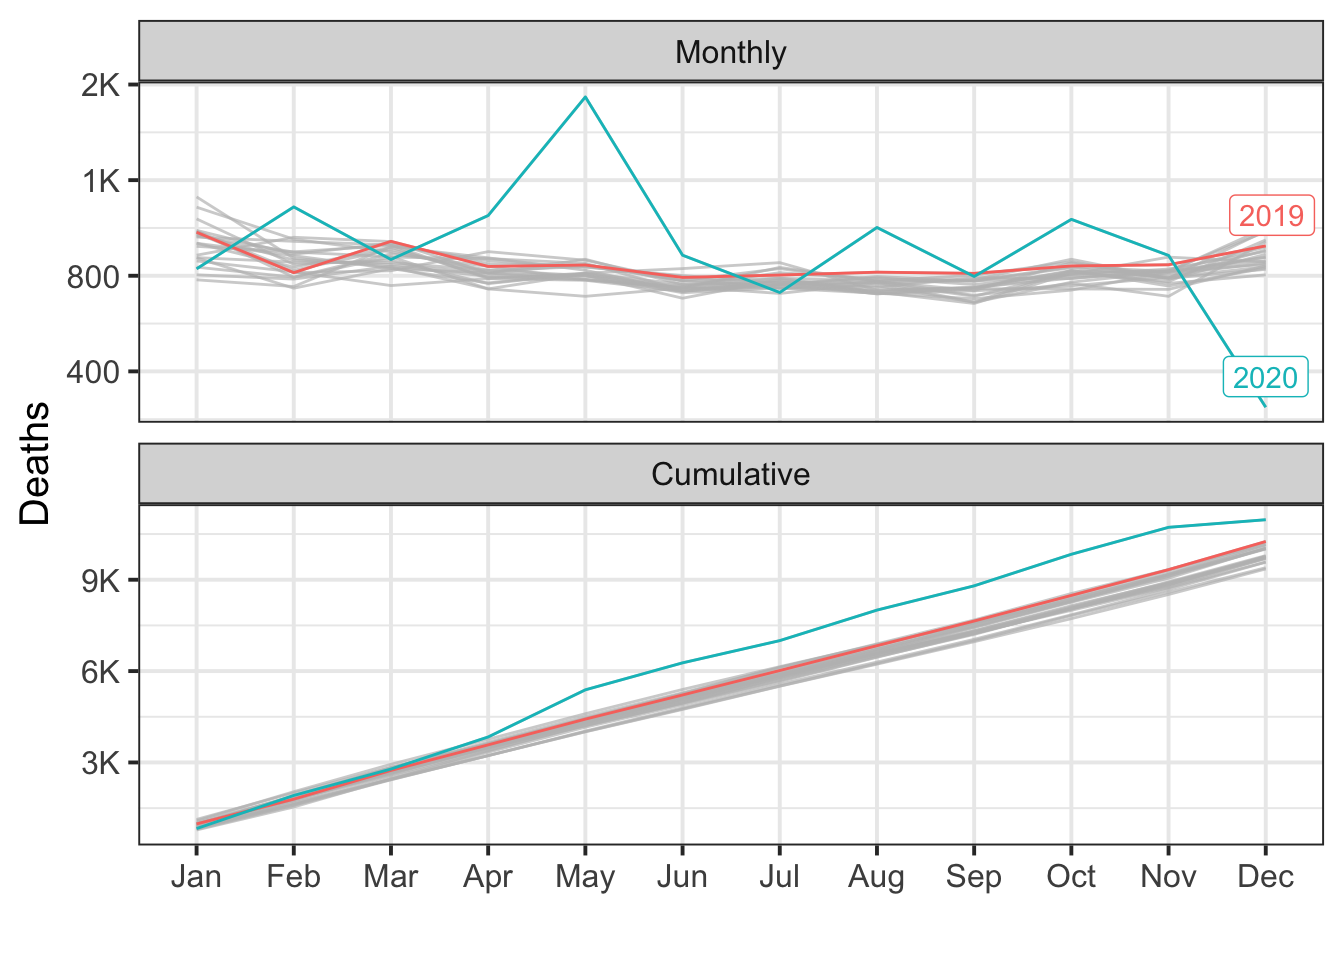 Monthly
2K
1K
800
400
2019
2020
Deaths
Cumulative
9K
6K
3K
Jan Feb Mar Apr May Jun Jul Aug Sep Oct Nov Dec